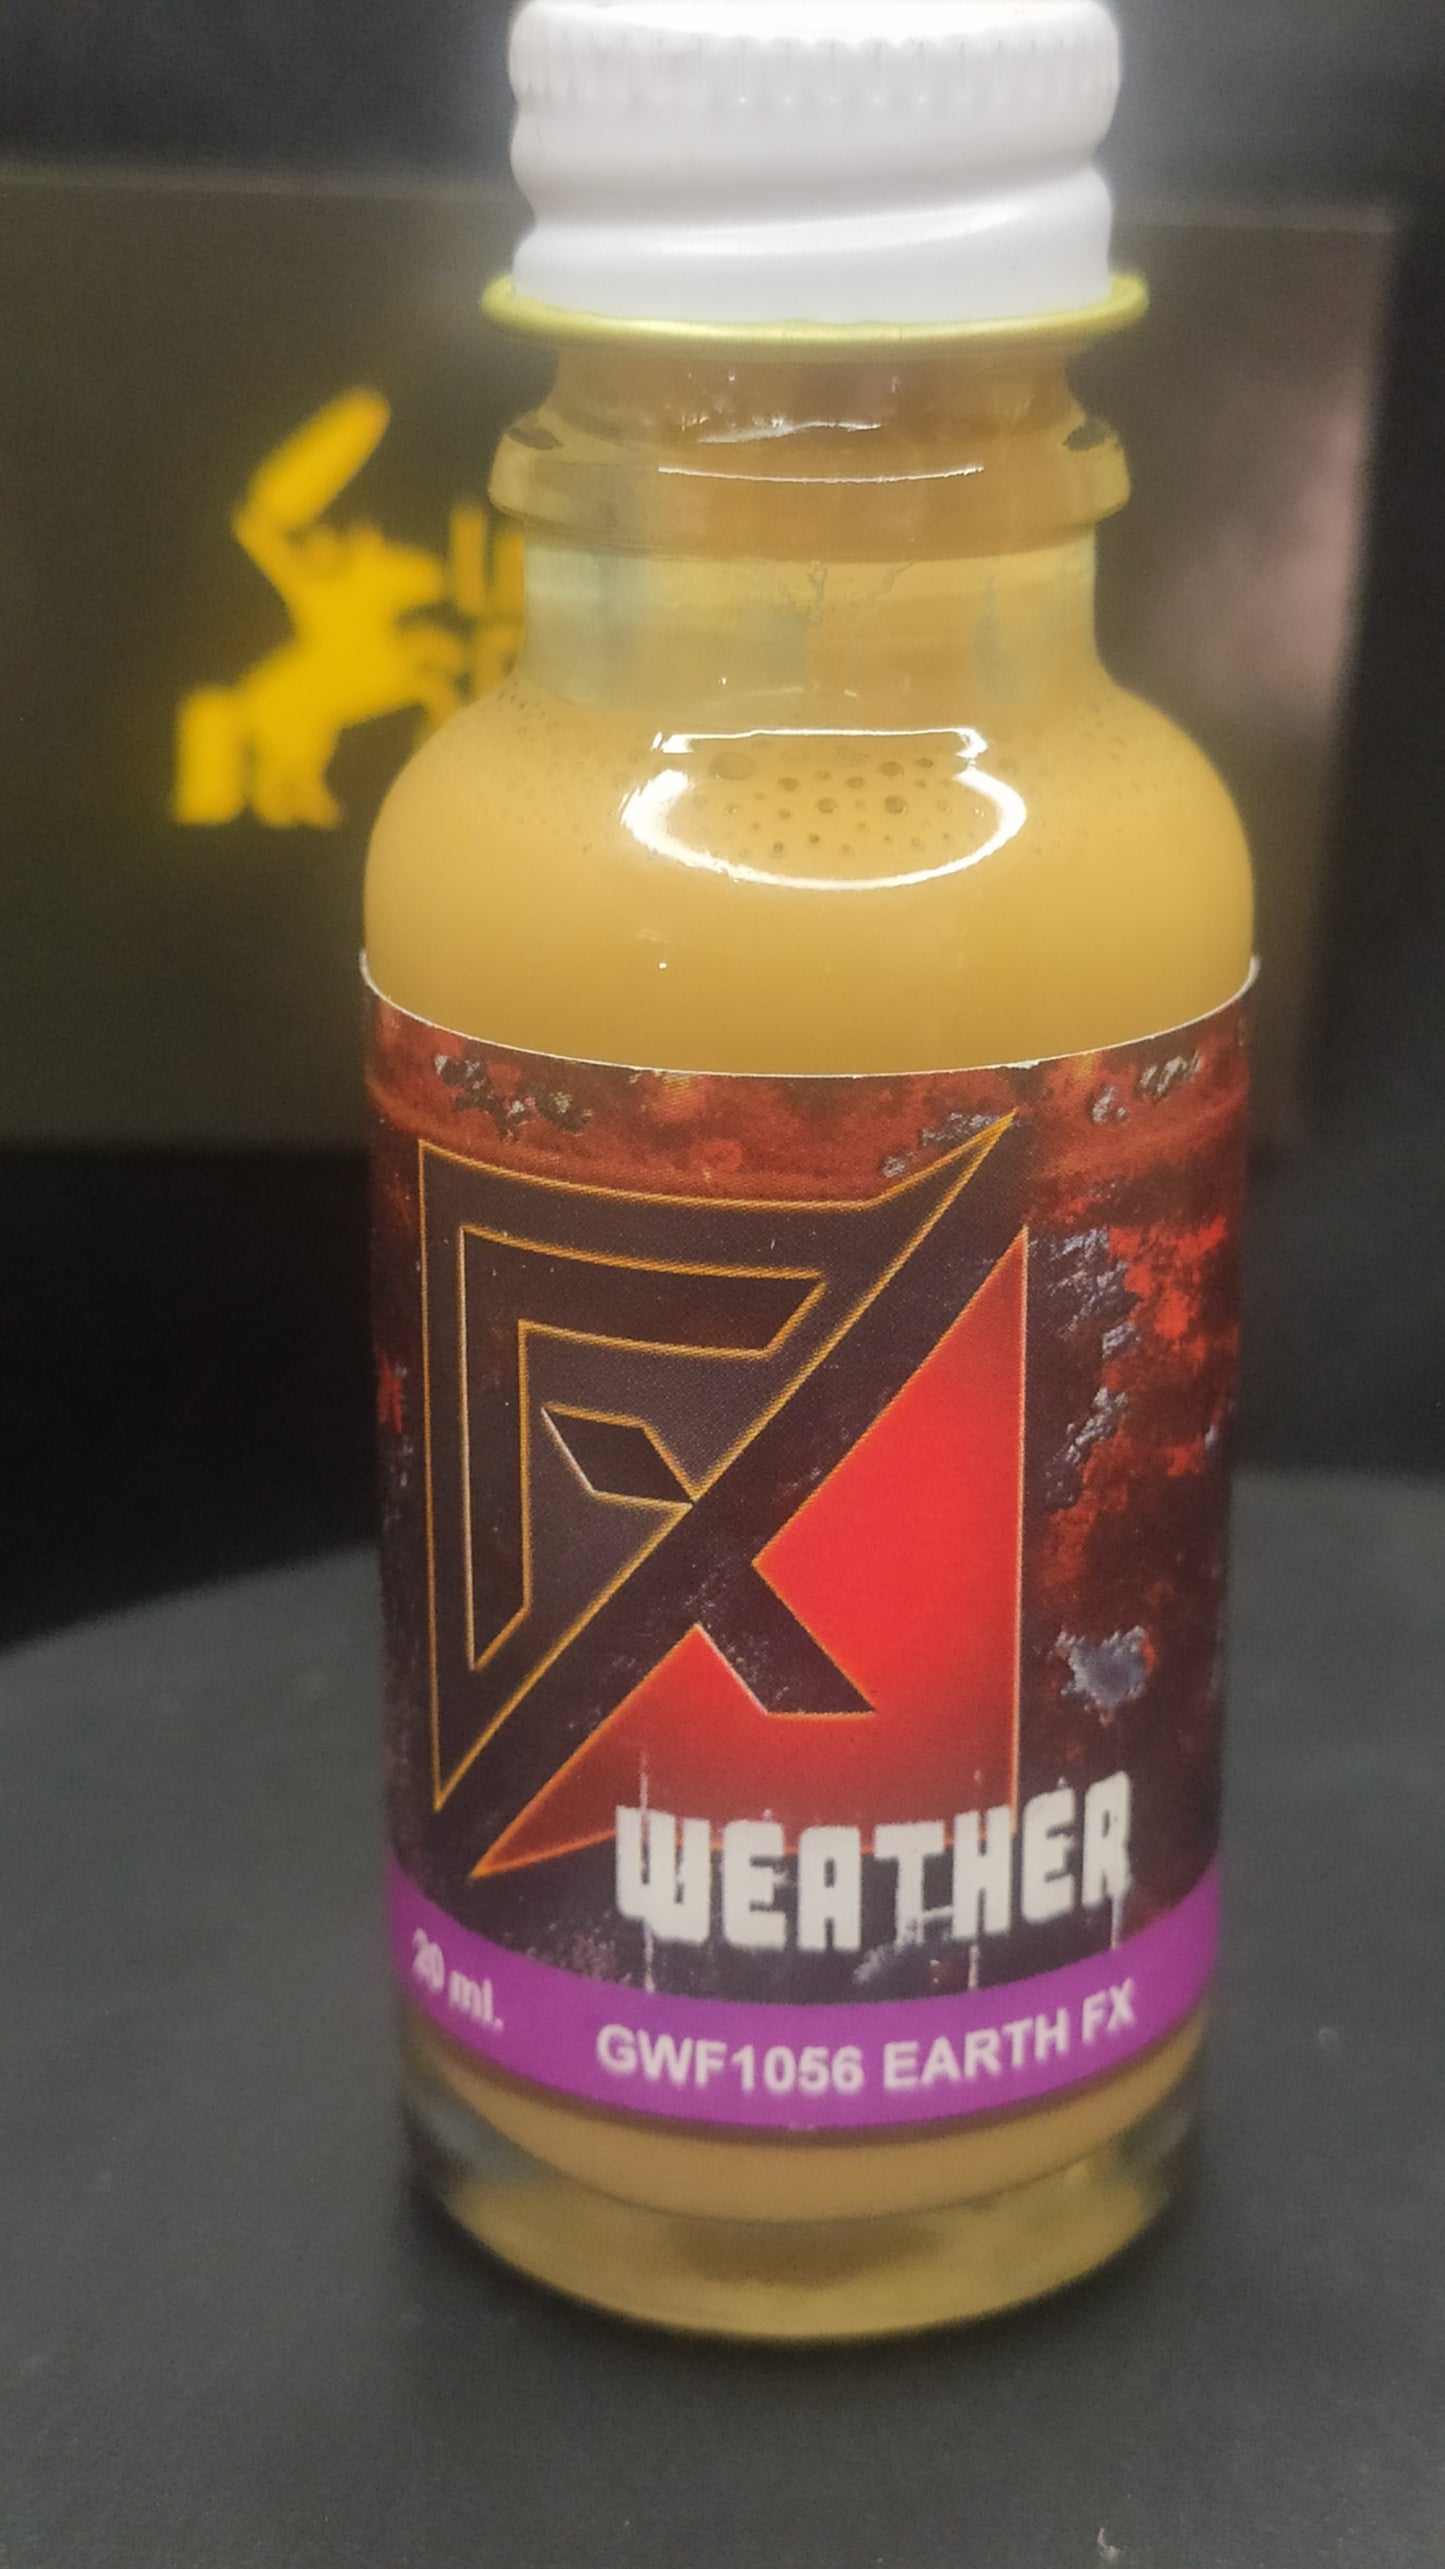 FX
WEATHER
20 ml.
GWF1056 EARTH FX